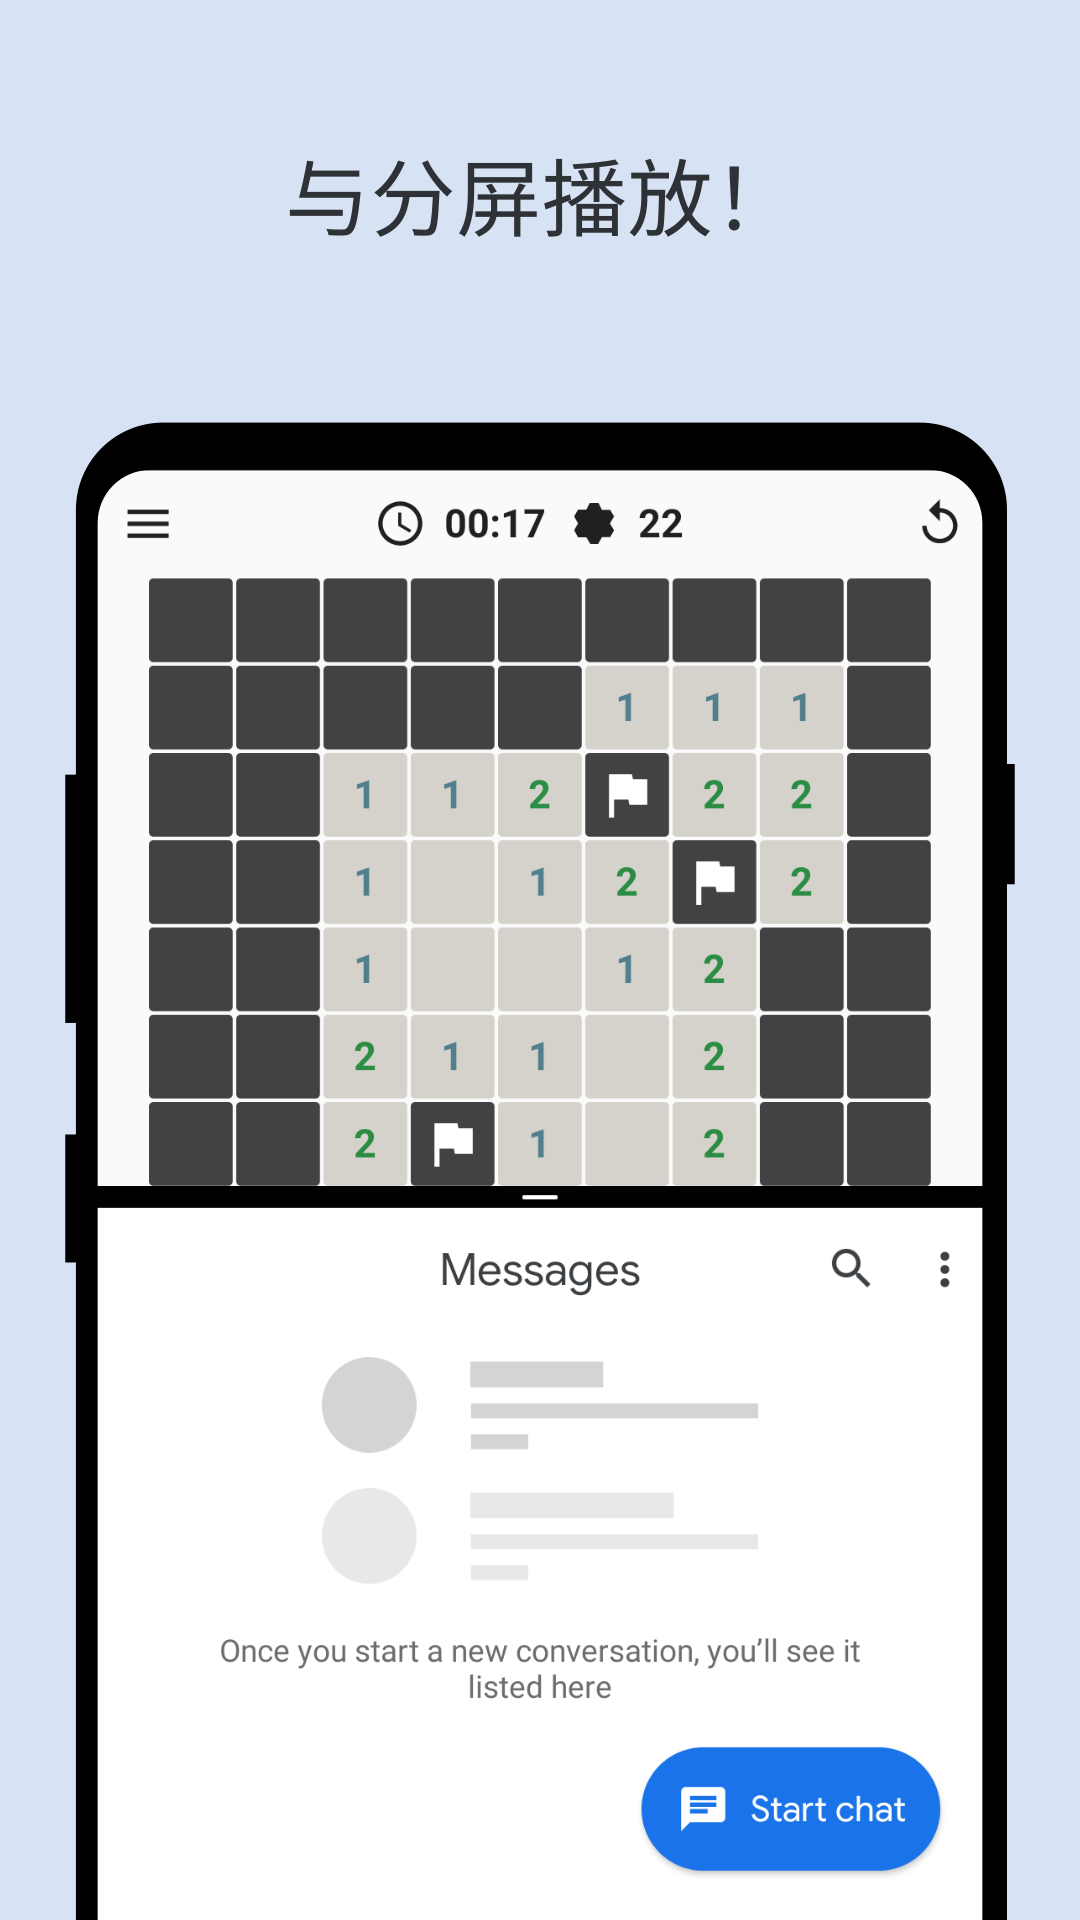 与分屏播放！
00:17 22
1 1 1
1 1 2 2 2
1 1 2 2
1 1 2
2 1 1 2
2 1 2
Messages
Once you start a new conversation, you’ll see it
listed here
Start chat